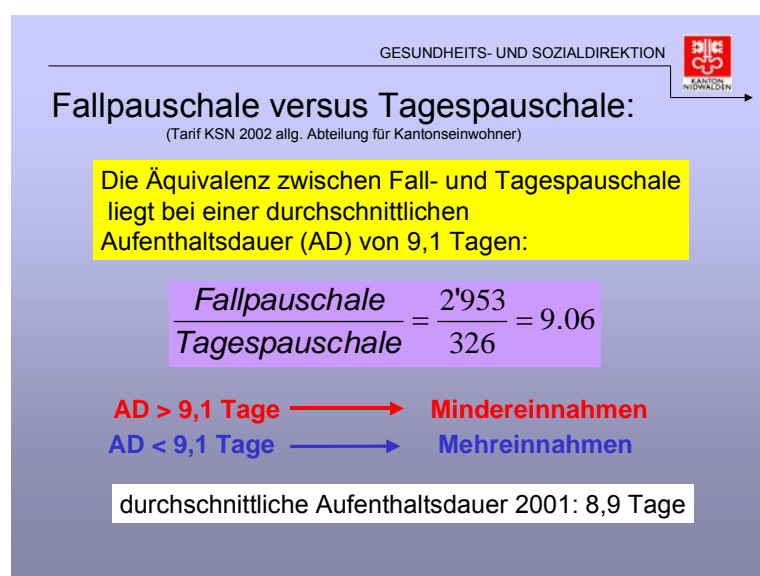 GESUNDHEITS- UND SOZIALDIREKTION
KANTON
NIDWALDEN
Fallpauschale versus Tagespauschale:
(Tarif KSN 2002 allg. Abteilung für Kantonseinwohner)
Die Äquivalenz zwischen Fall- und Tagespauschale
liegt bei einer durchschnittlichen
Aufenthaltsdauer (AD) von 9,1 Tagen:
Fallpauschale / Tagespauschale = 2'953 / 326 = 9.06
AD > 9,1 Tage Mindereinnahmen
AD < 9,1 Tage Mehreinnahmen
durchschnittliche Aufenthaltsdauer 2001: 8,9 Tage